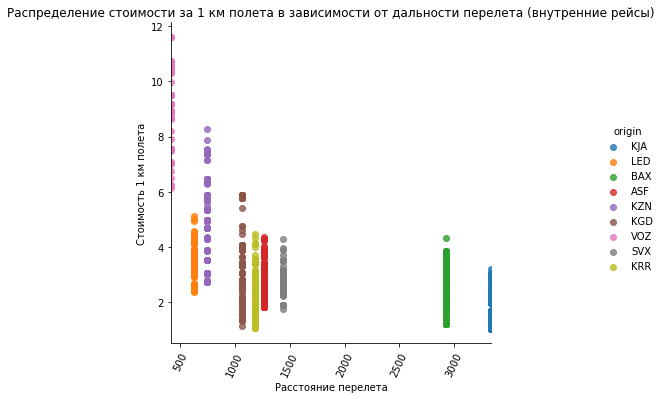 Распределение стоимости за 1 км полета в зависимости от дальности перелета (внутренние рейсы)
12
10
8
6
4
2
Стоимость 1 км полета
500
1000
1500
2000
2500
3000
Расстояние перелета
origin
KJA
LED
BAX
ASF
KZN
KGD
VOZ
SVX
KRR